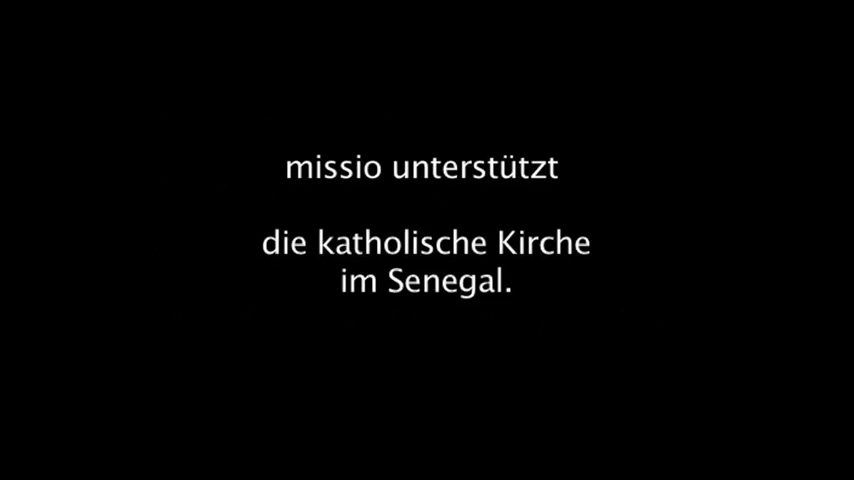 missio unterstützt
die katholische Kirche
im Senegal.